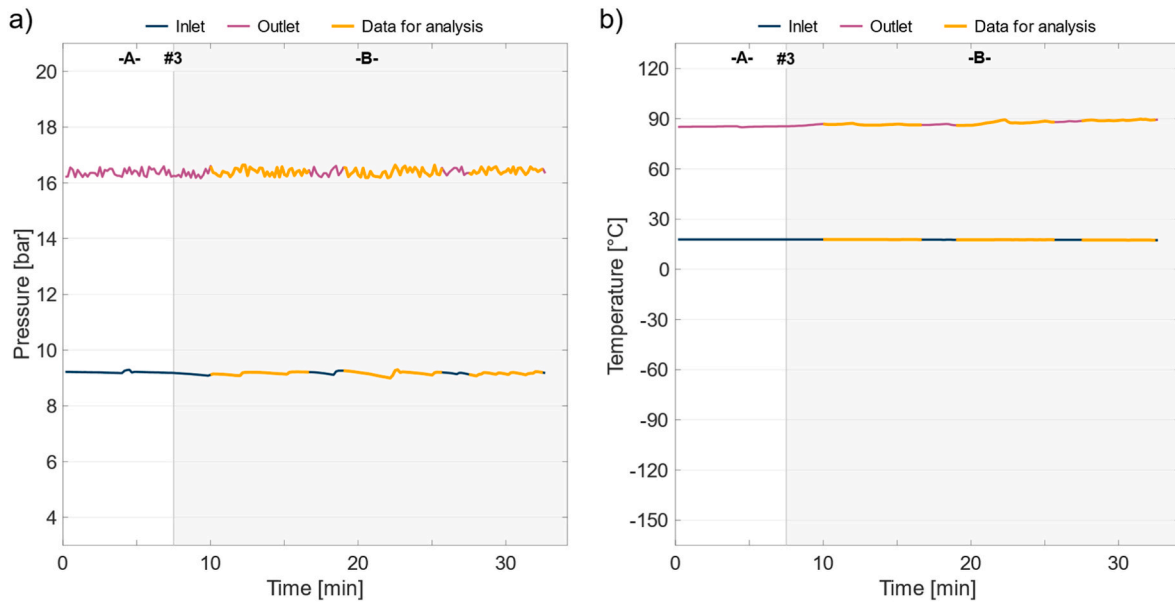 a)
Inlet Outlet Data for analysis
-A- #3 -B-
20
18
16
14
12
10
8
6
4
Pressure [bar]
0 10 20 30
Time [min]
b)
Inlet Outlet Data for analysis
-A- #3 -B-
120
90
60
30
0
-30
-60
-90
-120
-150
Temperature [°C]
0 10 20 30
Time [min]